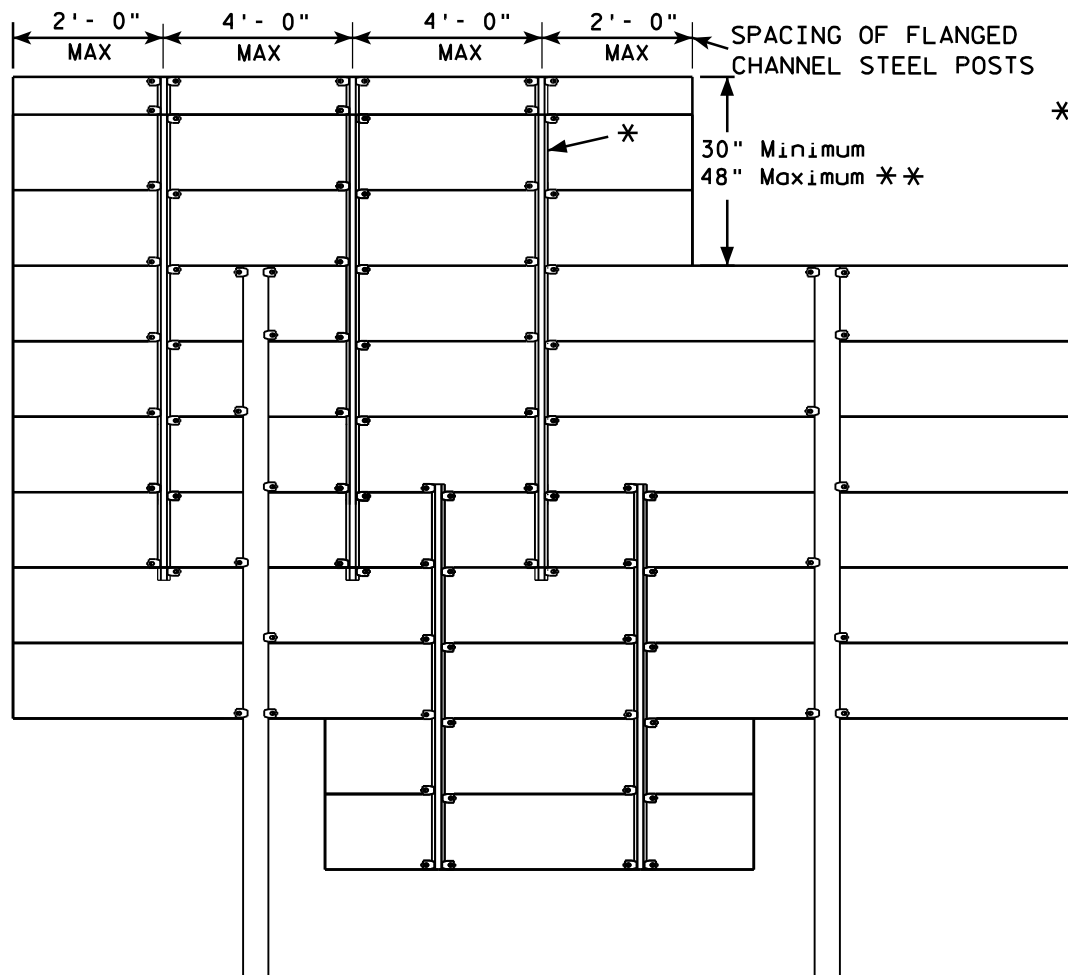 2'- 0" 4'- 0" 4'- 0" 2'- 0"
MAX MAX MAX MAX
SPACING OF FLANGED
CHANNEL STEEL POSTS
*
*
30" Minimum
48" Maximum **